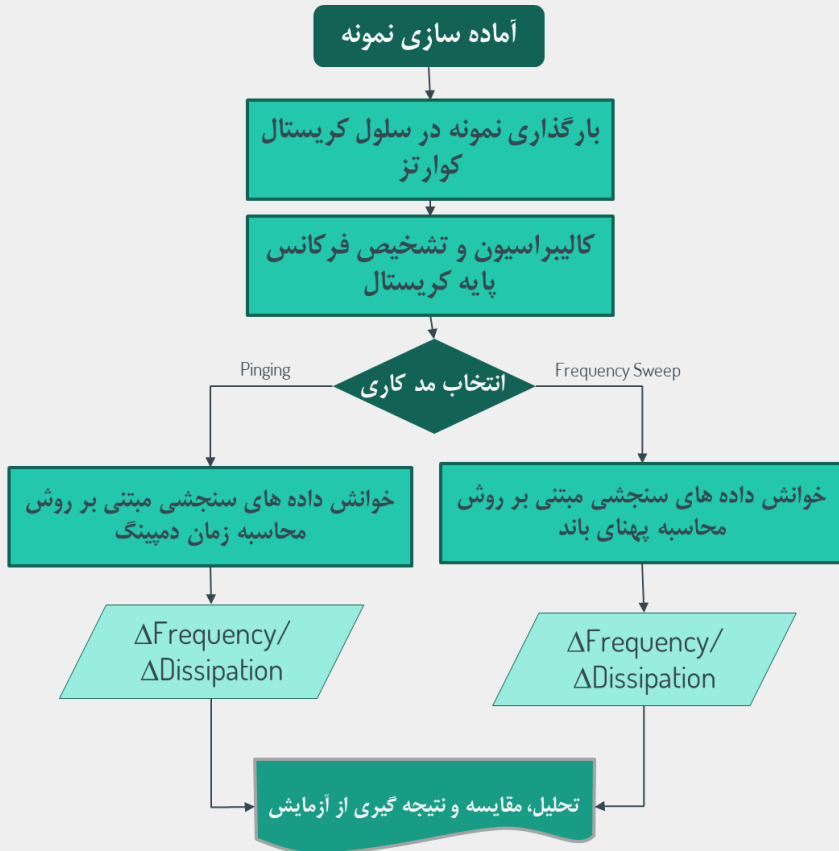 آماده سازی نمونه
بارگذاری نمونه در سلول کریستال
کوارتز
کالیبراسیون و تشخیص فرکانس
پایه کریستال
انتخاب مد کاری
Pinging
Frequency Sweep
خوانش داده های سنجشی مبتنی بر روش
محاسبه زمان دمپینگ
خوانش داده های سنجشی مبتنی بر روش
محاسبه پهنای باند
ΔFrequency/
ΔDissipation
ΔFrequency/
ΔDissipation
تحلیل، مقایسه و نتیجه گیری از آزمایش